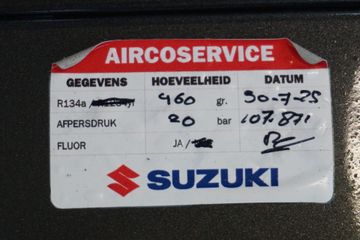 AIRCOSERVICE
GEGEVENS HOEVEELHEID DATUM
R134a 460 gr. 30-7-25
AFPERSDRUK 20 bar 107.871
FLUOR JA /
SUZUKI